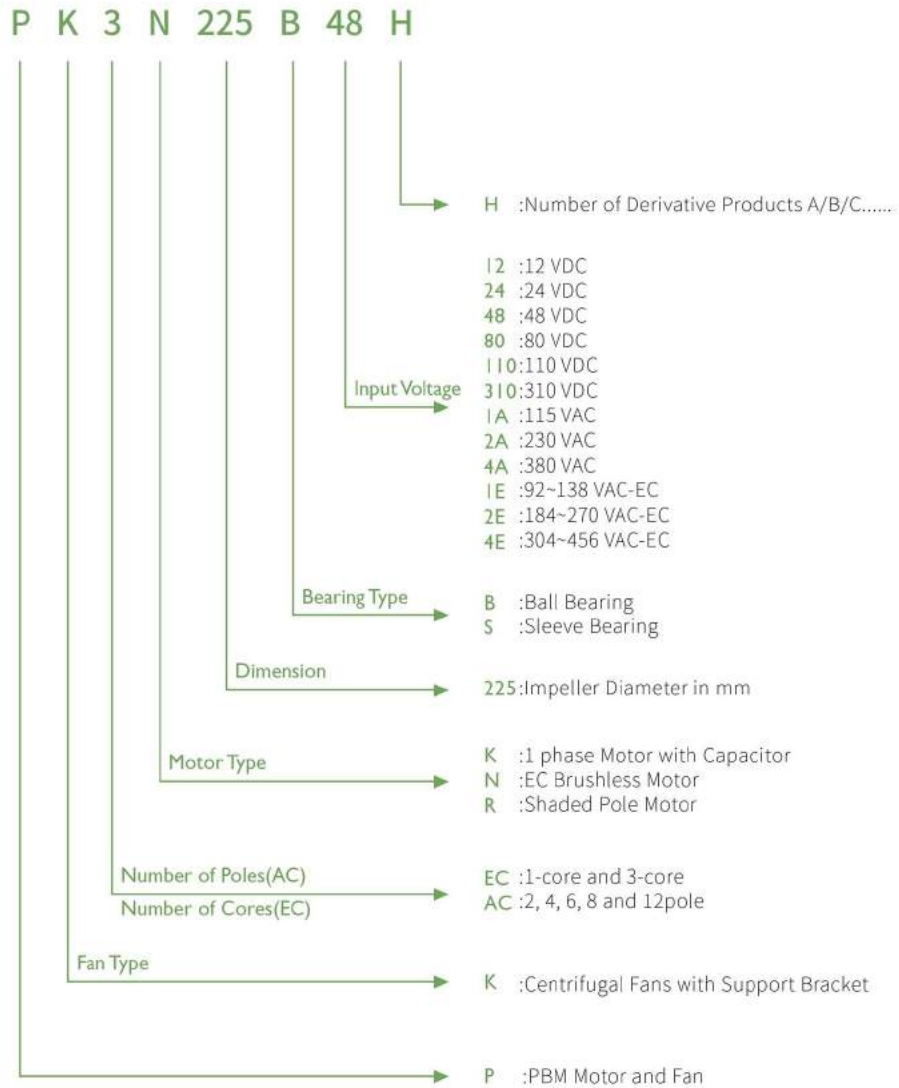 P K 3 N 225 B 48 H
H :Number of Derivative Products A/B/C......
12 :12 VDC
24 :24 VDC
48 :48 VDC
80 :80 VDC
110:110 VDC
Input Voltage 310:310 VDC
1A :115 VAC
2A :230 VAC
4A :380 VAC
1E :92~138 VAC-EC
2E :184~270 VAC-EC
4E :304~456 VAC-EC
Bearing Type B :Ball Bearing
S :Sleeve Bearing
Dimension
225:Impeller Diameter in mm
Motor Type K :1 phase Motor with Capacitor
N :EC Brushless Motor
R :Shaded Pole Motor
Number of Poles(AC) EC :1-core and 3-core
Number of Cores(EC) AC :2, 4, 6, 8 and 12pole
Fan Type
K :Centrifugal Fans with Support Bracket
P :PBM Motor and Fan